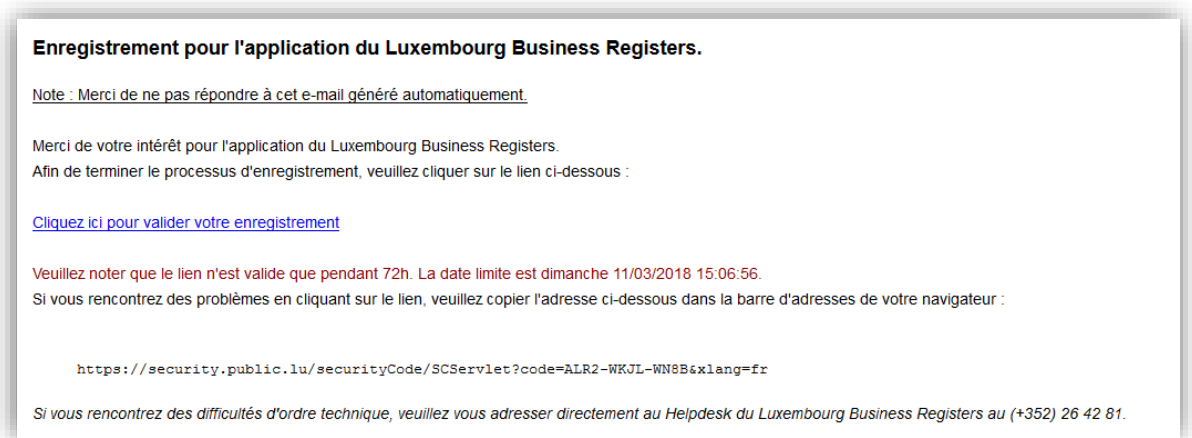 Enregistrement pour l'application du Luxembourg Business Registers.
Note : Merci de ne pas répondre à cet e-mail généré automatiquement.
Merci de votre intérêt pour l'application du Luxembourg Business Registers.
Afin de terminer le processus d'enregistrement, veuillez cliquer sur le lien ci-dessous :
Cliquez ici pour valider votre enregistrement
Veuillez noter que le lien n'est valide que pendant 72h. La date limite est dimanche 11/03/2018 15:06:56.
Si vous rencontrez des problèmes en cliquant sur le lien, veuillez copier l'adresse ci-dessous dans la barre d'adresses de votre navigateur :
https://security.public.lu/securityCode/SCServlet?code=ALR2-WKJL-WN8B&xlang=fr
Si vous rencontrez des difficultés d'ordre technique, veuillez vous adresser directement au Helpdesk du Luxembourg Business Registers au (+352) 26 42 81.